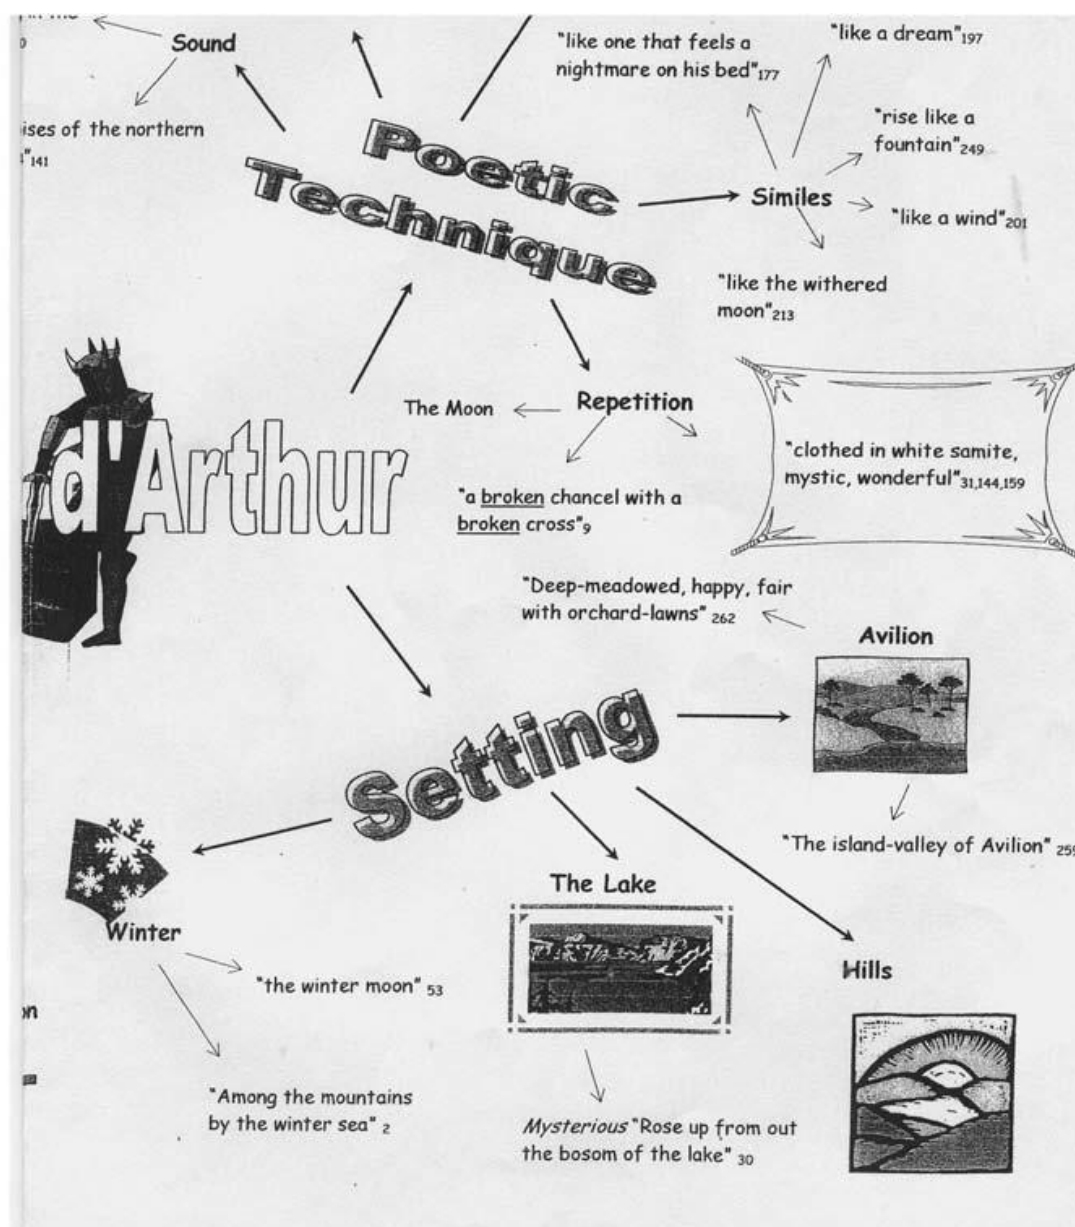 in the
Sound
ises of the northern
"141
Poetic
Technique
"like one that feels a
nightmare on his bed"177
"like a dream"197
"rise like a
fountain"249
Similes
"like a wind"201
"like the withered
moon"213
d'Arthur
The Moon
Repetition
"a broken chancel with a
broken cross"9
"clothed in white samite,
mystic, wonderful"31,144,159
"Deep-meadowed, happy, fair
with orchard-lawns" 262
Avilion
Setting
"The island-valley of Avilion" 259
The Lake
Winter
Hills
"the winter moon" 53
on
"Among the mountains
by the winter sea" 2
Mysterious "Rose up from out
the bosom of the lake" 30